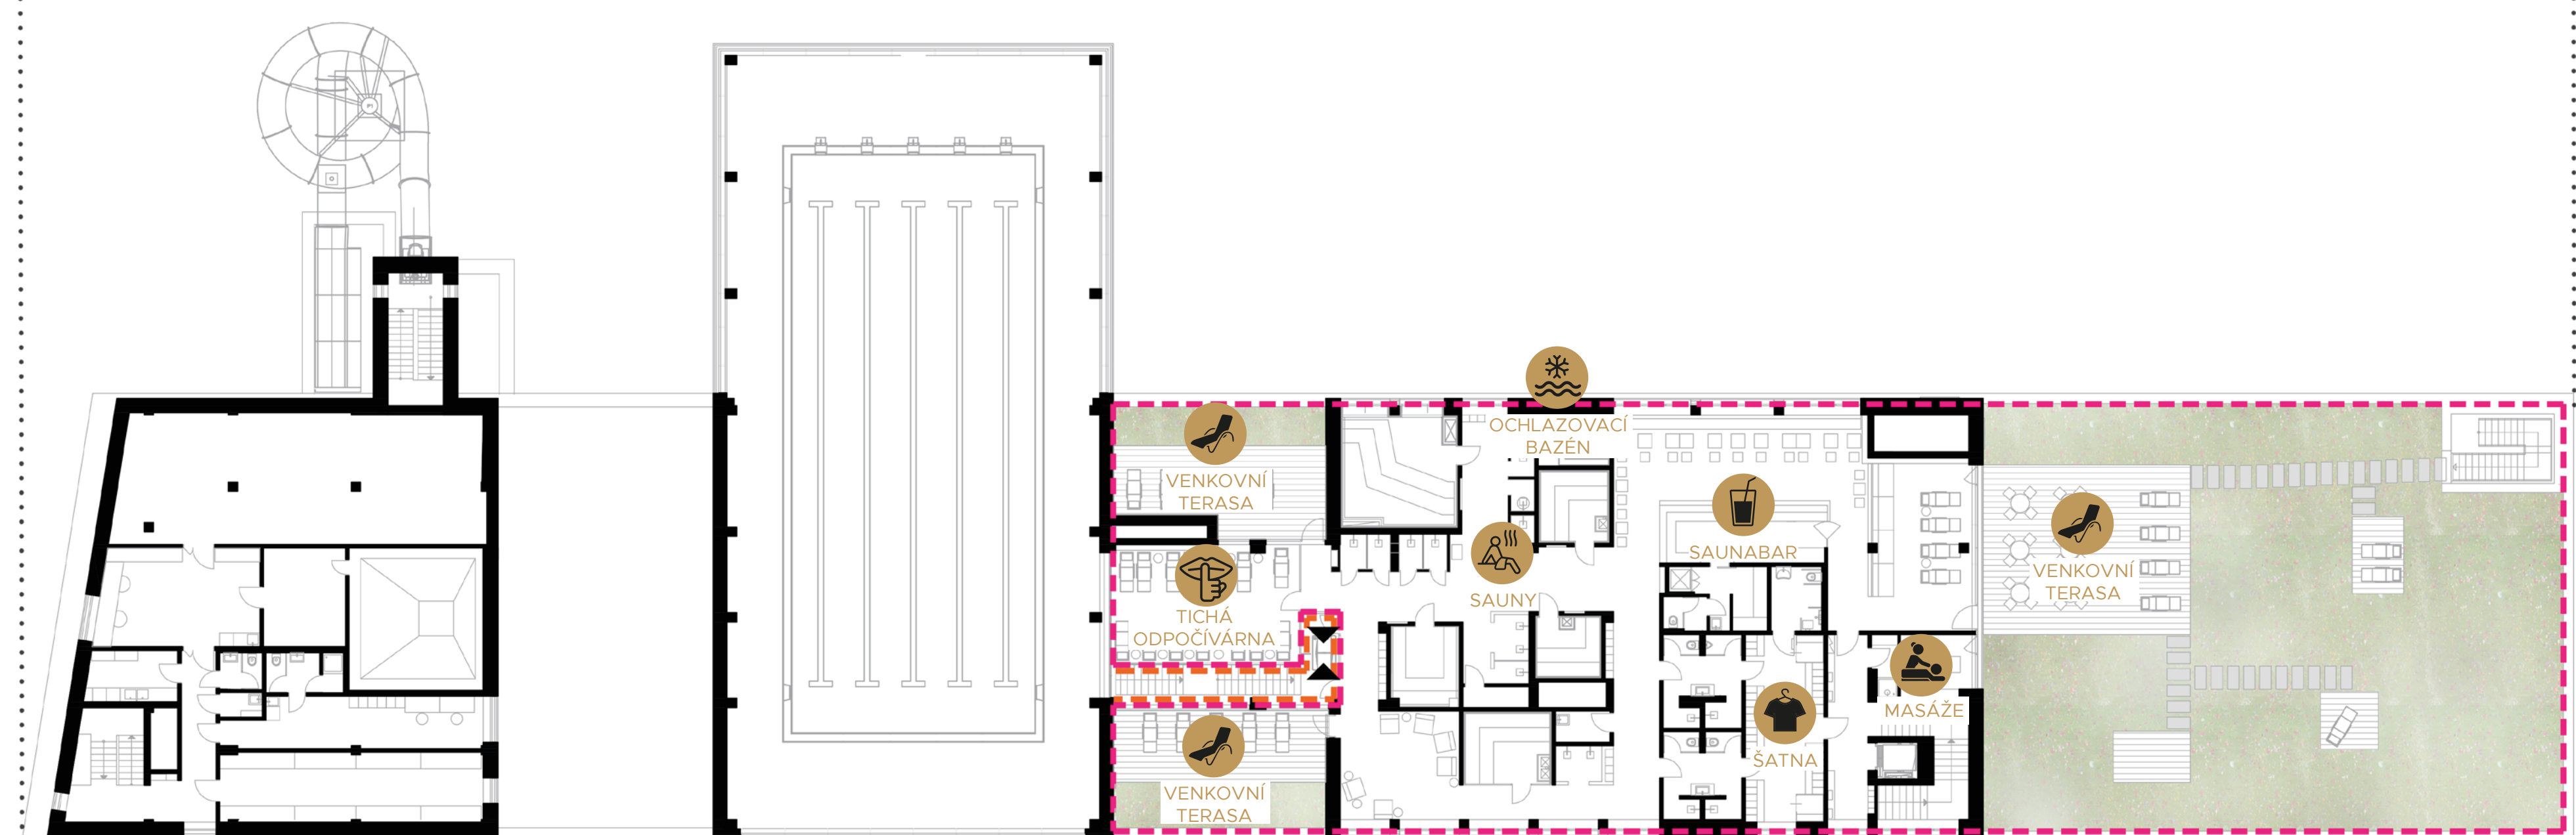 OCHLAZOVACÍ
BAZÉN
VENKOVNÍ
TERASA
SAUNABAR
VENKOVNÍ
TERASA
SAUNY
TICHÁ
ODPOČÍVÁRNA
MASÁŽE
ŠATNA
VENKOVNÍ
TERASA